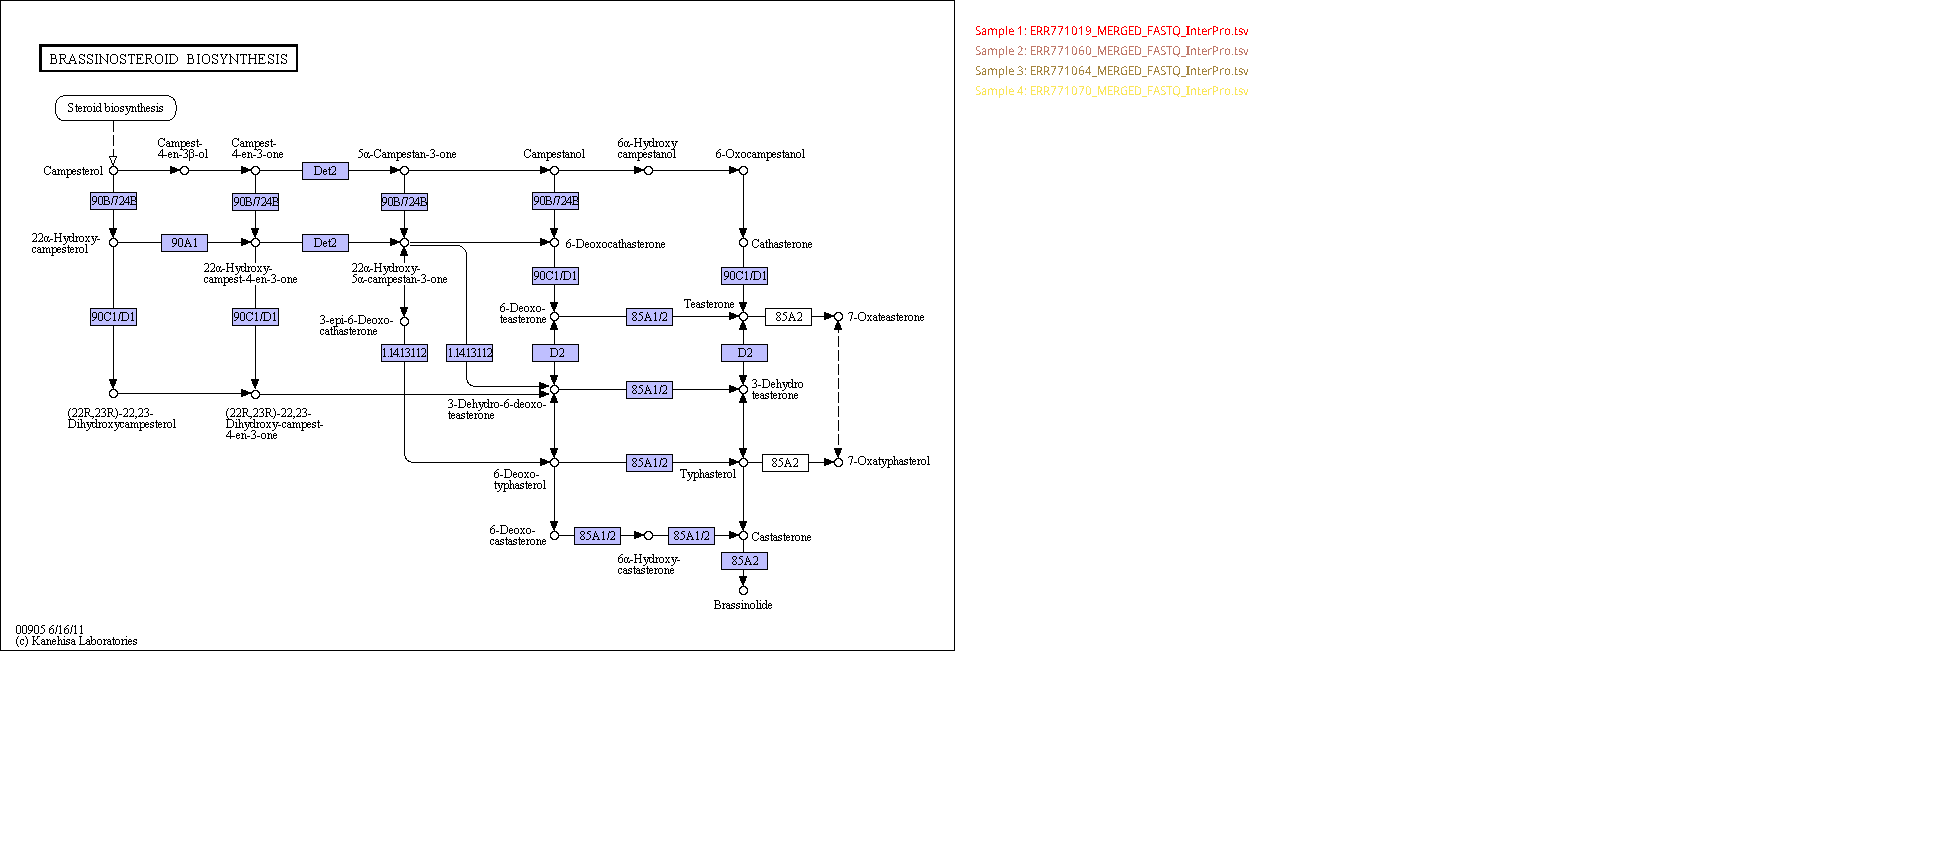 BRASSINOSTEROID BIOSYNTHESIS
Sample 1: ERR771019_MERGED_FASTQ_InterPro.tsv
Sample 2: ERR771060_MERGED_FASTQ_InterPro.tsv
Sample 3: ERR771064_MERGED_FASTQ_InterPro.tsv
Sample 4: ERR771070_MERGED_FASTQ_InterPro.tsv
Steroid biosynthesis
Campest-
4-en-3β-ol
Campest-
4-en-3-one
5α-Campestan-3-one
Campestanol
6α-Hydroxy
campestanol
6-Oxocampestanol
Campesterol
Det2
90B/724B
90B/724B
90B/724B
90B/724B
22α-Hydroxy-
campesterol
90A1
Det2
6-Deoxocathasterone
Cathasterone
22α-Hydroxy-
campest-4-en-3-one
22α-Hydroxy-
5α-campestan-3-one
90C1/D1
90C1/D1
90C1/D1
90C1/D1
3-epi-6-Deoxo-
cathasterone
6-Deoxo-
teasterone
85A1/2
Teasterone
85A2
7-Oxateasterone
1.14.13.112
1.14.13.112
D2
D2
85A1/2
3-Dehydro
teasterone
3-Dehydro-6-deoxo-
teasterone
(22R,23R)-22,23-
Dihydroxycampesterol
(22R,23R)-22,23-
Dihydroxy-campest-
4-en-3-one
85A1/2
85A2
7-Oxatyphasterol
6-Deoxo-
typhasterol
Typhasterol
6-Deoxo-
castasterone
85A1/2
85A1/2
Castasterone
6α-Hydroxy-
castasterone
85A2
Brassinolide
00905 6/16/11
(c) Kanehisa Laboratories